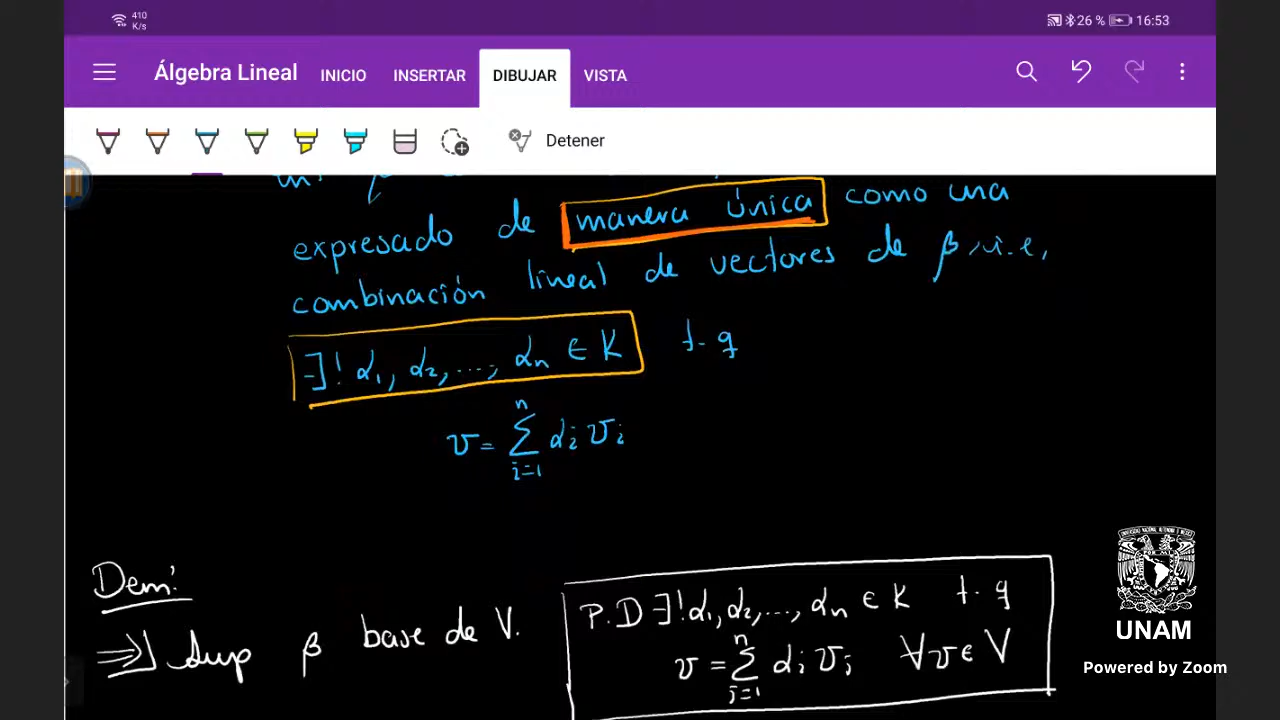 410
K/s
26 % 16:53
Álgebra Lineal INICIO INSERTAR DIBUJAR VISTA
Detener
expresado de manera única como una
combinación lineal de vectores de β, i.e,
∃! α₁, α₂, ..., αₙ ∈ K t.q
v = ∑ᵢ₌₁ⁿ αᵢ vᵢ
Dem:
⇒] Sup β base de V.
P.D ∃! α₁, α₂, ..., αₙ ∈ K t.q
v = ∑ᵢ₌₁ⁿ αᵢ vᵢ ∀v ∈ V
UNAM
Powered by Zoom